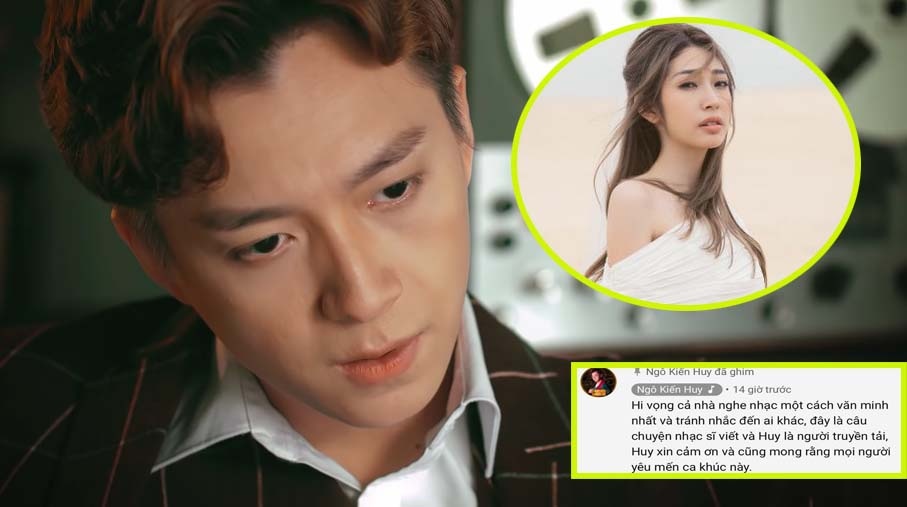 Ngô Kiến Huy đã ghim
Ngô Kiến Huy • 14 giờ trước
Hi vọng cả nhà nghe nhạc một cách văn minh
nhất và tránh nhắc đến ai khác, đây là câu
chuyện nhạc sĩ viết và Huy là người truyền tải,
Huy xin cảm ơn và cũng mong rằng mọi người
yêu mến ca khúc này.